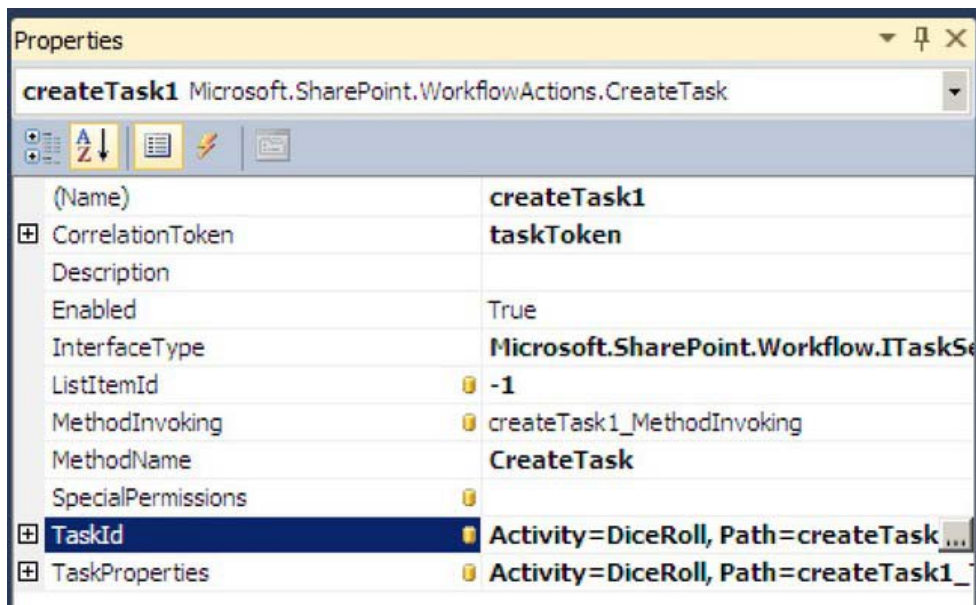 Properties
createTask1 Microsoft.SharePoint.WorkflowActions.CreateTask
A
Z
(Name) createTask1
CorrelationToken taskToken
Description
Enabled True
InterfaceType Microsoft.SharePoint.Workflow.ITaskSe
ListItemId -1
MethodInvoking createTask1_MethodInvoking
MethodName CreateTask
SpecialPermissions
TaskId Activity=DiceRoll, Path=createTask ...
TaskProperties Activity=DiceRoll, Path=createTask1_